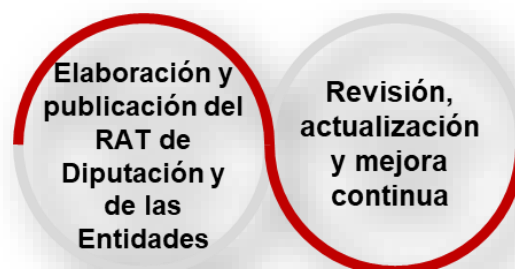 Elaboración y
publicación del
RAT de
Diputación y
de las
Entidades
Revisión,
actualización
y mejora
continua